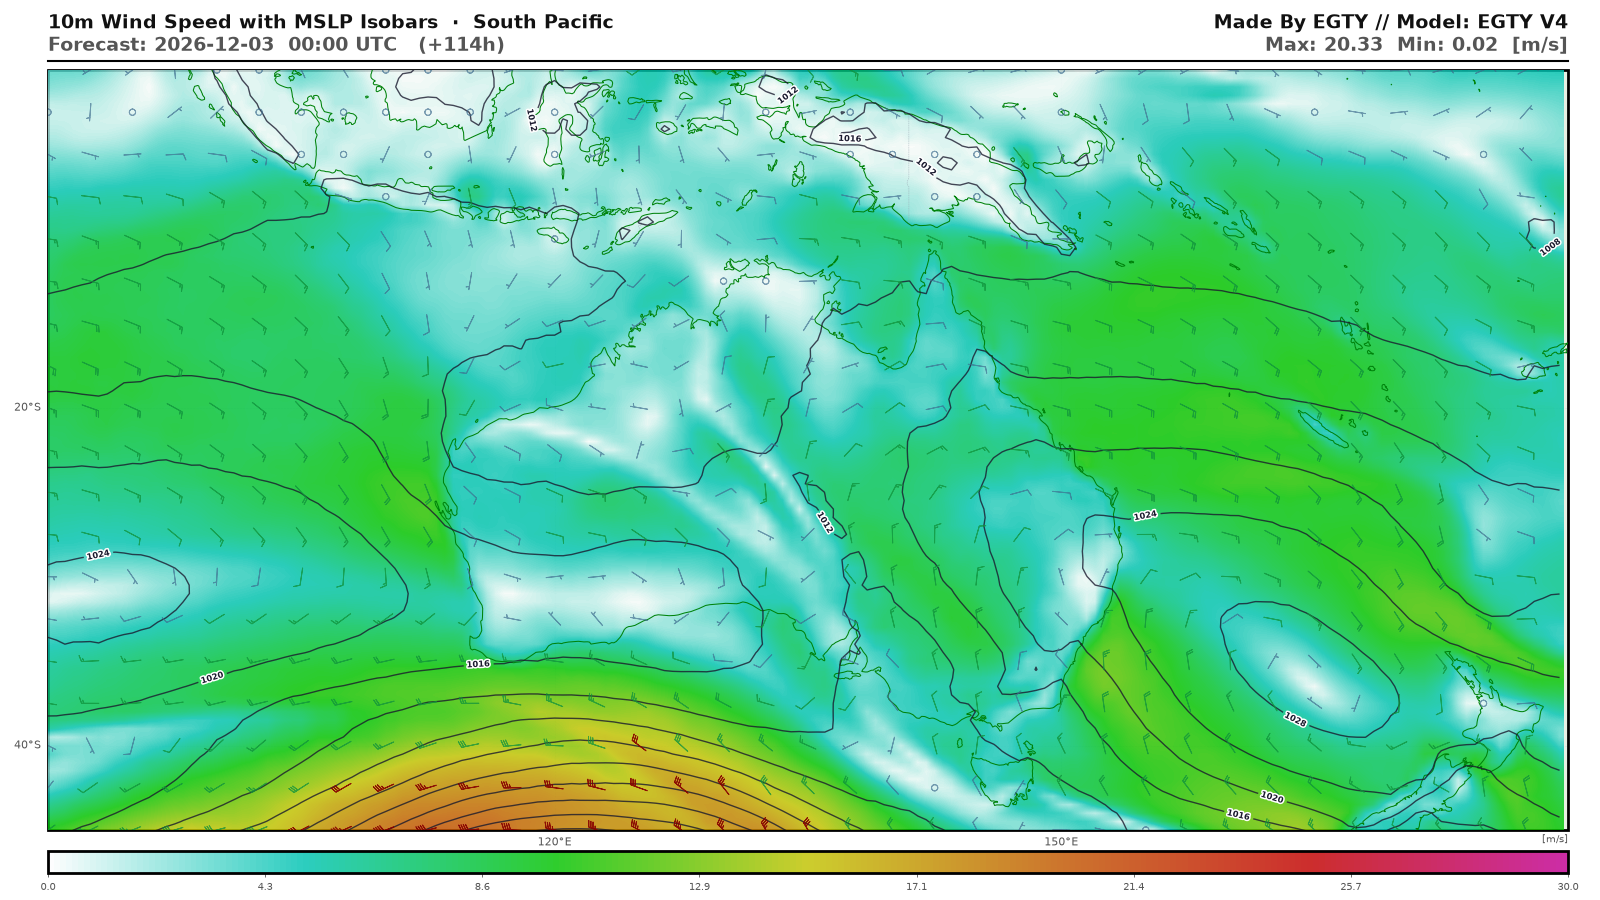 10m Wind Speed with MSLP Isobars · South Pacific
Made By EGTY // Model: EGTY V4
Forecast: 2026-12-03 00:00 UTC (+114h)
Max: 20.33 Min: 0.02 [m/s]
1012
1012
1016
1012
1008
20°S
1012
1024
1024
1016
1020
1028
40°S
1020
1016
120°E
150°E
[m/s]
0.0
4.3
8.6
12.9
17.1
21.4
25.7
30.0